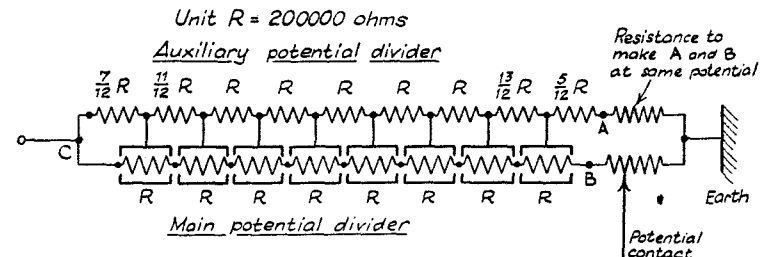 Unit R = 200000 ohms
Auxiliary potential divider
Resistance to
make A and B
at same potential
7/12 R 11/12 R R R R R R 13/12 R 5/12 R
A
C
B
R R R R R R R R
Earth
Main potential divider
Potential
contact